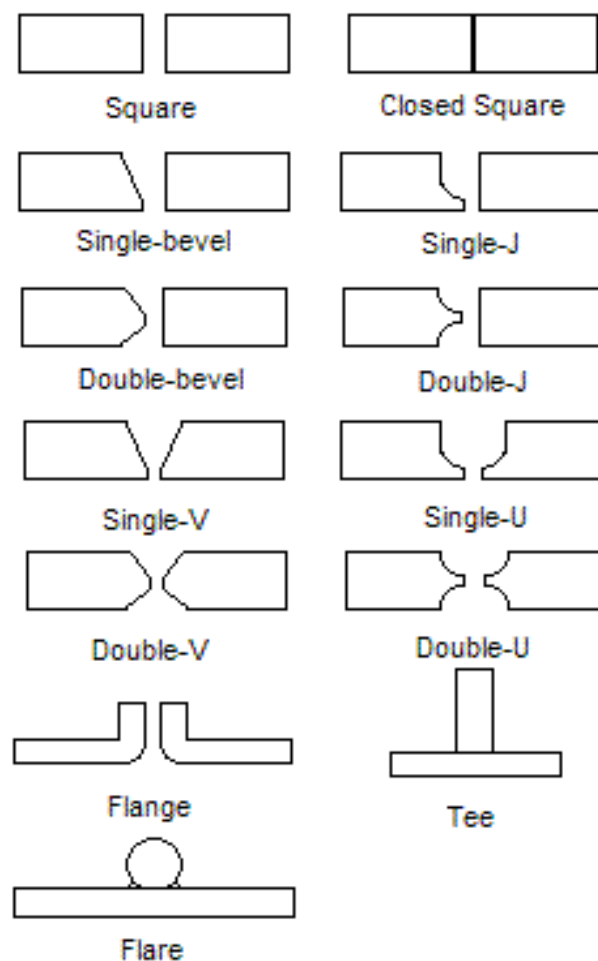 Square
Closed Square
Single-bevel
Single-J
Double-bevel
Double-J
Single-V
Single-U
Double-V
Double-U
Flange
Tee
Flare